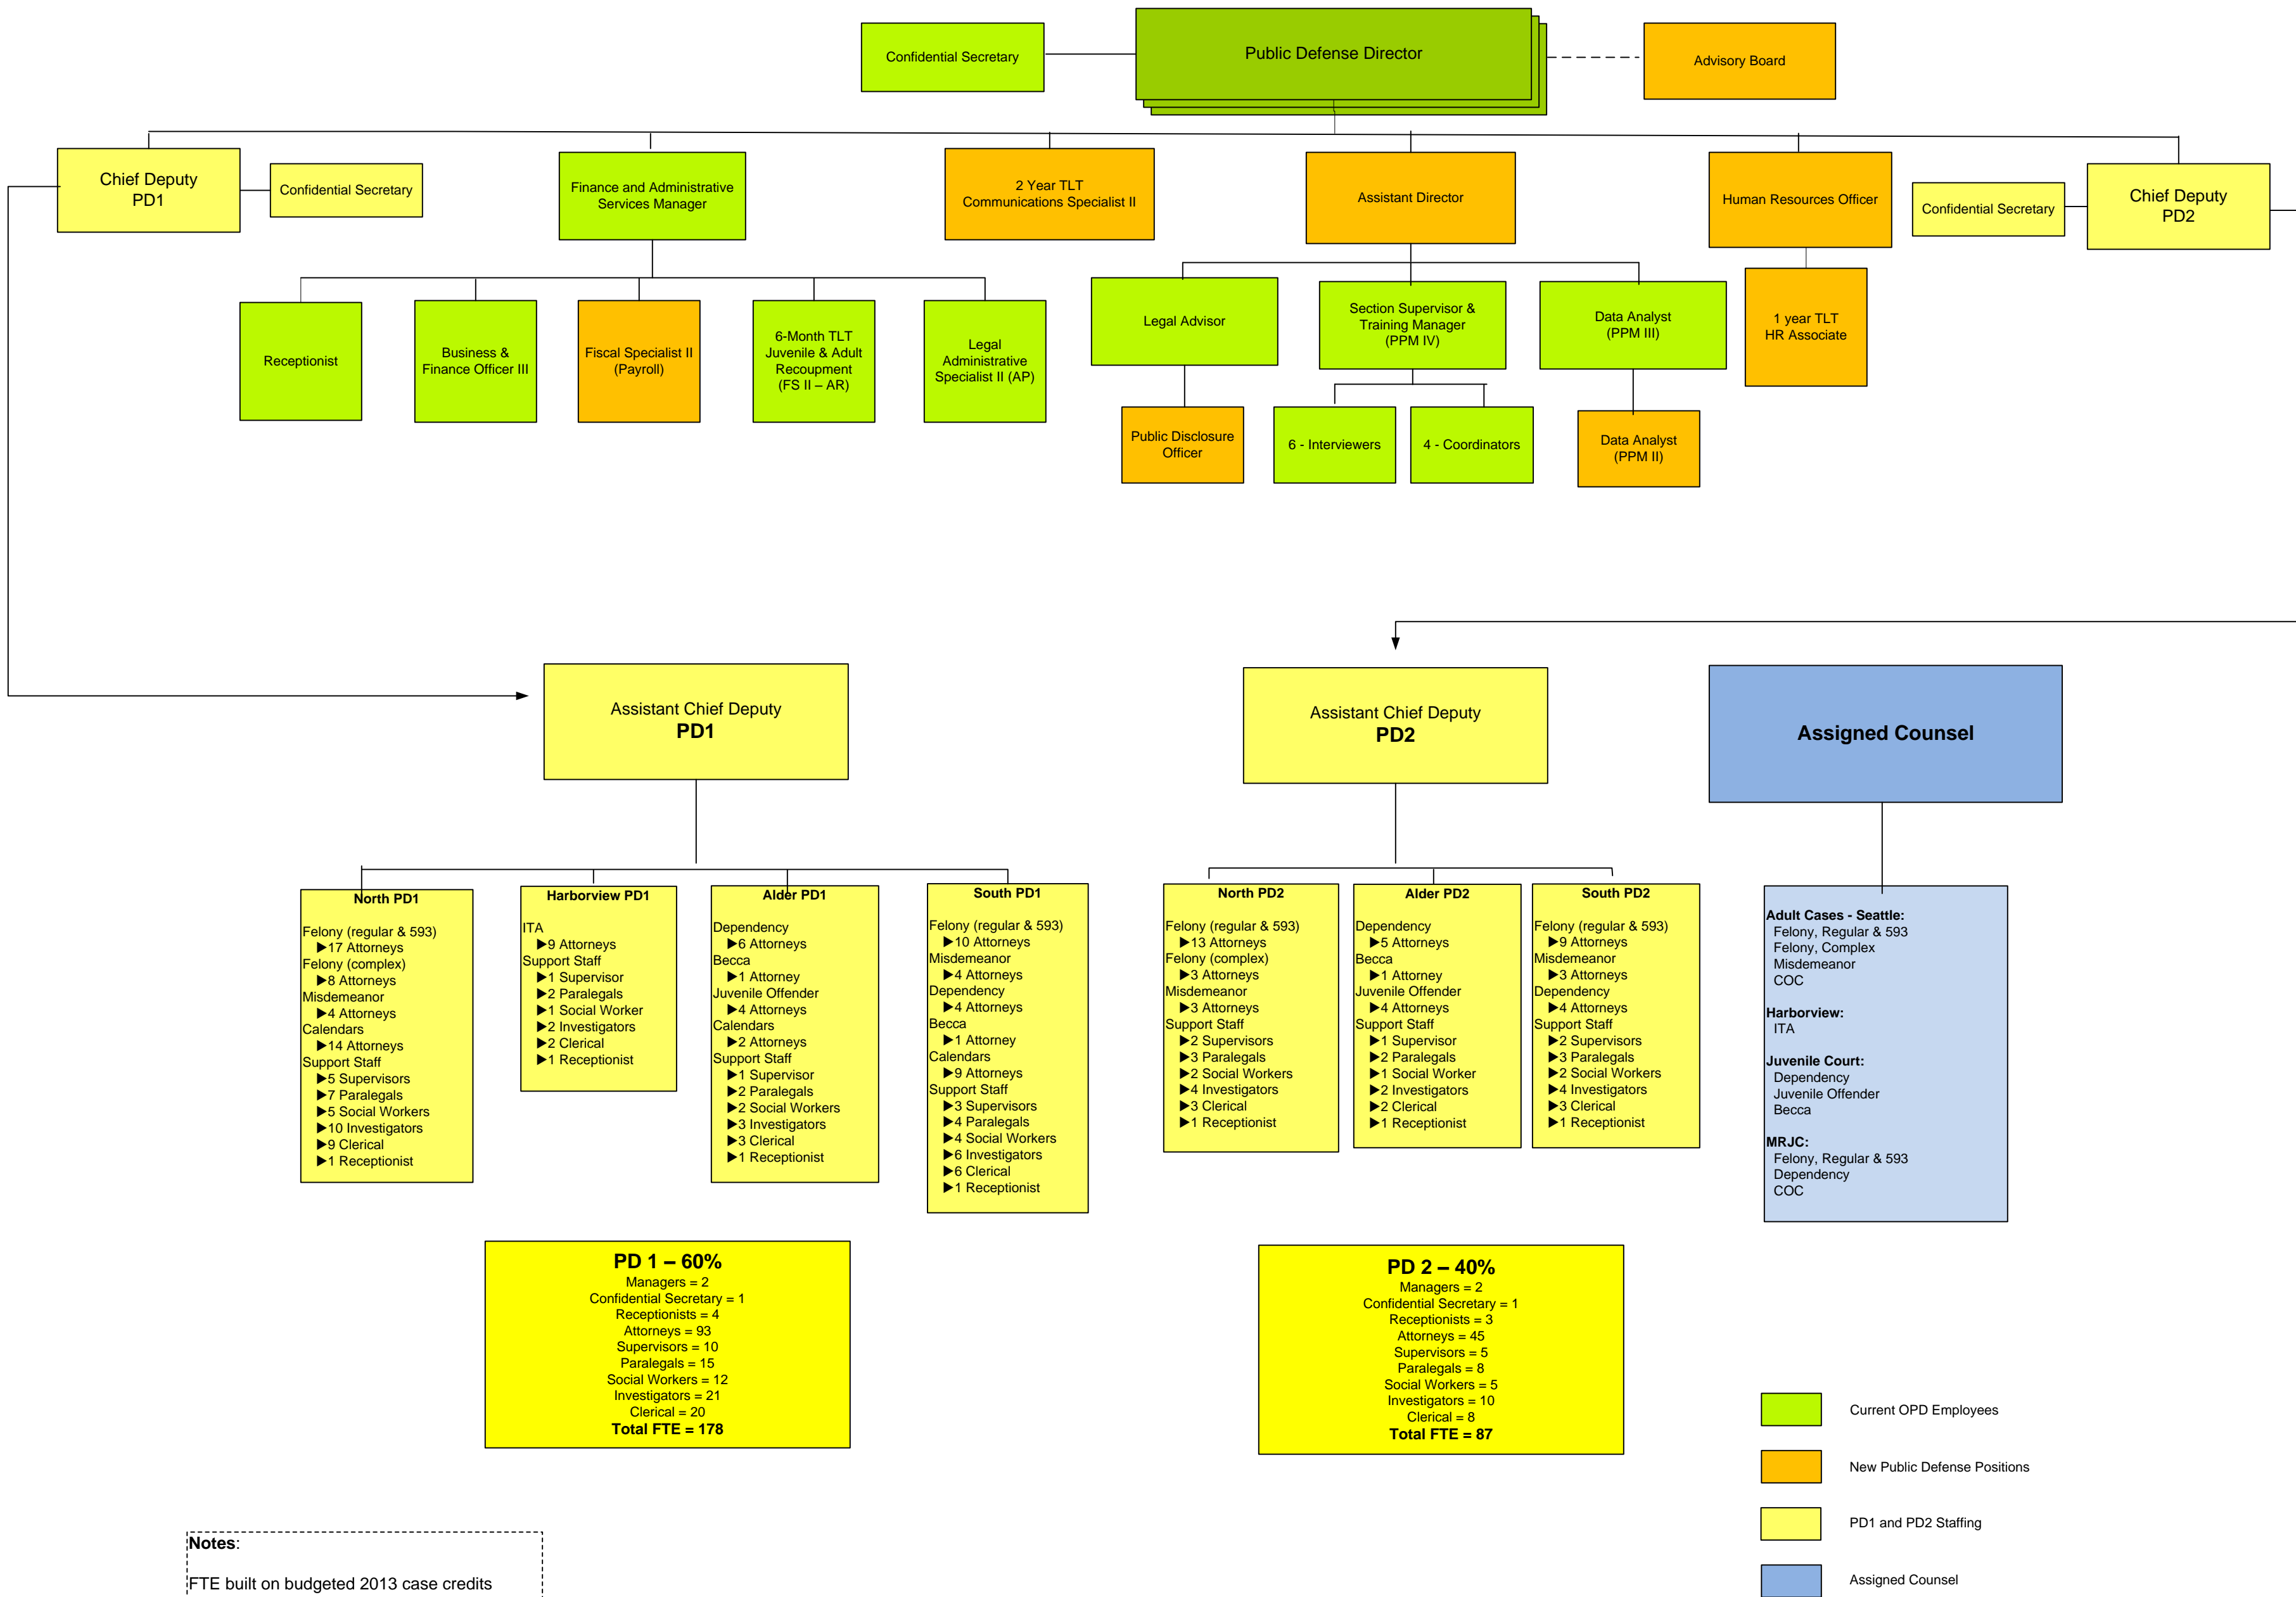 Confidential Secretary
Public Defense Director
Advisory Board
Chief Deputy
PD1
Confidential Secretary
Finance and Administrative
Services Manager
2 Year TLT
Communications Specialist II
Assistant Director
Human Resources Officer
Confidential Secretary
Chief Deputy
PD2
Receptionist
Business &
Finance Officer III
Fiscal Specialist II
(Payroll)
6-Month TLT
Juvenile & Adult
Recoupment
(FS II – AR)
Legal
Administrative
Specialist II (AP)
Legal Advisor
Section Supervisor &
Training Manager
(PPM IV)
Data Analyst
(PPM III)
1 year TLT
HR Associate
Public Disclosure
Officer
6 - Interviewers
4 - Coordinators
Data Analyst
(PPM II)
Assistant Chief Deputy
PD1
Assistant Chief Deputy
PD2
Assigned Counsel
North PD1
Felony (regular & 593)
▶17 Attorneys
Felony (complex)
▶8 Attorneys
Misdemeanor
▶4 Attorneys
Calendars
▶14 Attorneys
Support Staff
▶5 Supervisors
▶7 Paralegals
▶5 Social Workers
▶10 Investigators
▶9 Clerical
▶1 Receptionist
Harborview PD1
ITA
▶9 Attorneys
Support Staff
▶1 Supervisor
▶2 Paralegals
▶1 Social Worker
▶2 Investigators
▶2 Clerical
▶1 Receptionist
Alder PD1
Dependency
▶6 Attorneys
Becca
▶1 Attorney
Juvenile Offender
▶4 Attorneys
Calendars
▶2 Attorneys
Support Staff
▶1 Supervisor
▶2 Paralegals
▶2 Social Workers
▶3 Investigators
▶3 Clerical
▶1 Receptionist
South PD1
Felony (regular & 593)
▶10 Attorneys
Misdemeanor
▶4 Attorneys
Dependency
▶4 Attorneys
Becca
▶1 Attorney
Calendars
▶9 Attorneys
Support Staff
▶3 Supervisors
▶4 Paralegals
▶4 Social Workers
▶6 Investigators
▶6 Clerical
▶1 Receptionist
North PD2
Felony (regular & 593)
▶13 Attorneys
Felony (complex)
▶3 Attorneys
Misdemeanor
▶3 Attorneys
Support Staff
▶2 Supervisors
▶3 Paralegals
▶2 Social Workers
▶4 Investigators
▶3 Clerical
▶1 Receptionist
Alder PD2
Dependency
▶5 Attorneys
Becca
▶1 Attorney
Juvenile Offender
▶4 Attorneys
Support Staff
▶1 Supervisor
▶2 Paralegals
▶1 Social Worker
▶2 Investigators
▶2 Clerical
▶1 Receptionist
South PD2
Felony (regular & 593)
▶9 Attorneys
Misdemeanor
▶3 Attorneys
Dependency
▶4 Attorneys
Support Staff
▶2 Supervisors
▶3 Paralegals
▶2 Social Workers
▶4 Investigators
▶3 Clerical
▶1 Receptionist
Adult Cases - Seattle:
Felony, Regular & 593
Felony, Complex
Misdemeanor
COC
Harborview:
ITA
Juvenile Court:
Dependency
Juvenile Offender
Becca
MRJC:
Felony, Regular & 593
Dependency
COC
PD 1 – 60%
Managers = 2
Confidential Secretary = 1
Receptionists = 4
Attorneys = 93
Supervisors = 10
Paralegals = 15
Social Workers = 12
Investigators = 21
Clerical = 20
Total FTE = 178
PD 2 – 40%
Managers = 2
Confidential Secretary = 1
Receptionists = 3
Attorneys = 45
Supervisors = 5
Paralegals = 8
Social Workers = 5
Investigators = 10
Clerical = 8
Total FTE = 87
Current OPD Employees
New Public Defense Positions
PD1 and PD2 Staffing
Assigned Counsel
Notes:
FTE built on budgeted 2013 case credits